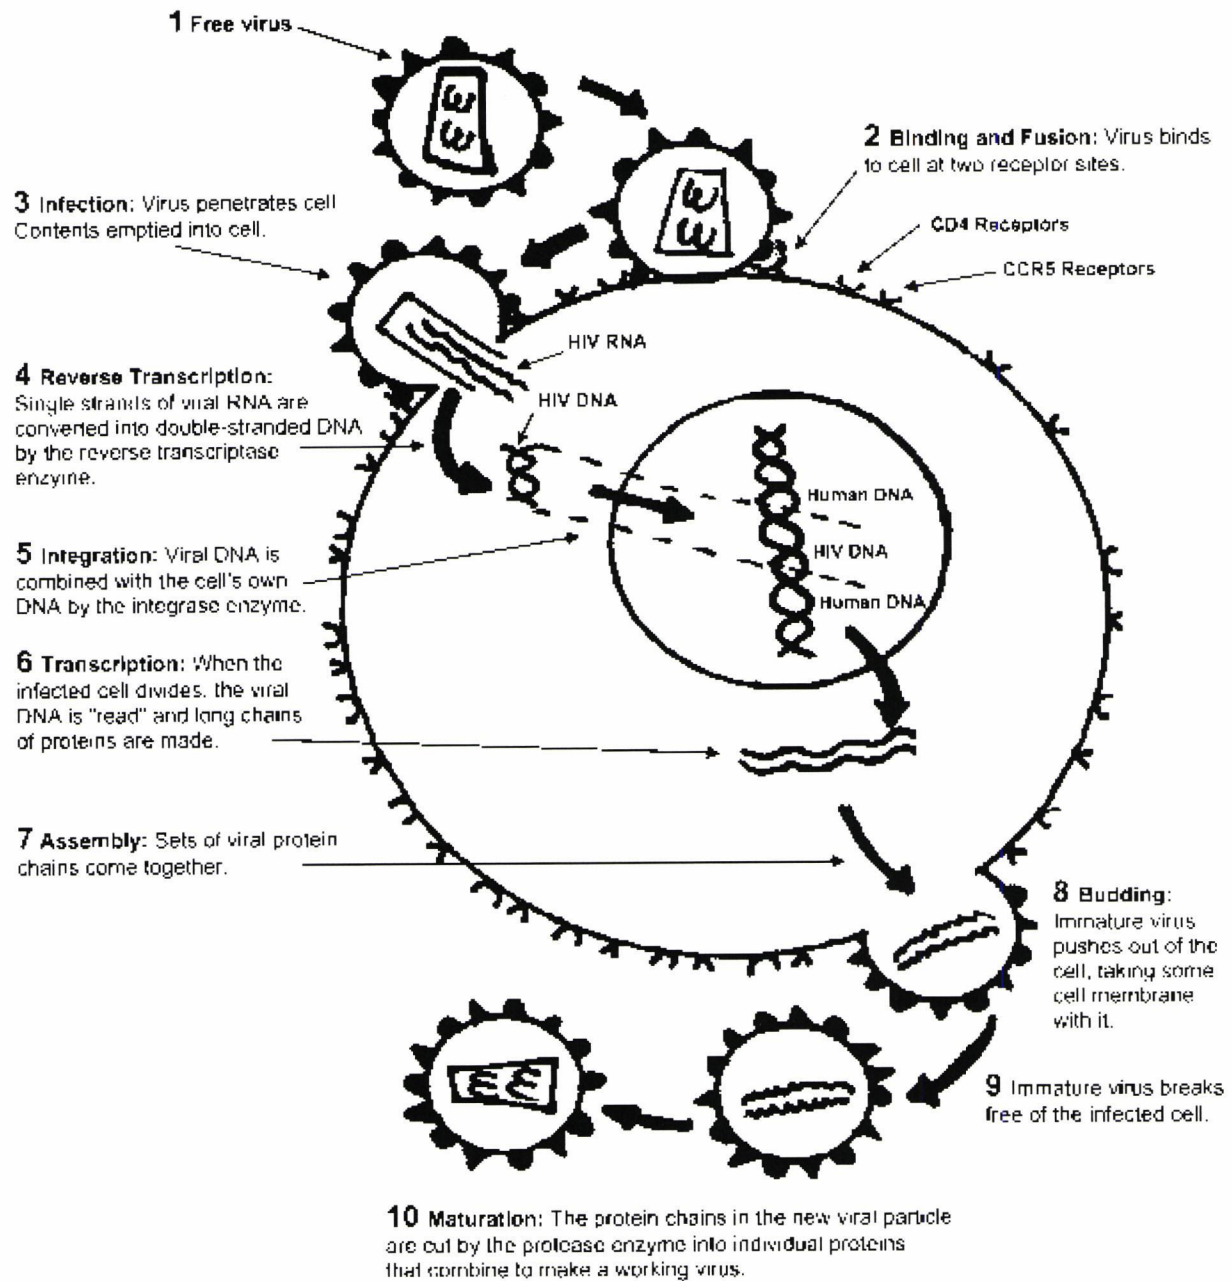 1 Free virus
2 Binding and Fusion: Virus binds
to cell at two receptor sites.
3 Infection: Virus penetrates cell
Contents emptied into cell.
CD4 Receptors
CCR5 Receptors
HIV RNA
4 Reverse Transcription:
Single strands of viral RNA are
converted into double-stranded DNA
by the reverse transcriptase
enzyme.
HIV DNA
Human DNA
HIV DNA
Human DNA
5 Integration: Viral DNA is
combined with the cell's own
DNA by the integrase enzyme.
6 Transcription: When the
infected cell divides, the viral
DNA is "read" and long chains
of proteins are made.
7 Assembly: Sets of viral protein
chains come together.
8 Budding:
Immature virus
pushes out of the
cell, taking some
cell membrane
with it.
9 Immature virus breaks
free of the infected cell.
10 Maturation: The protein chains in the new viral particle
are cut by the protease enzyme into individual proteins
that combine to make a working virus.